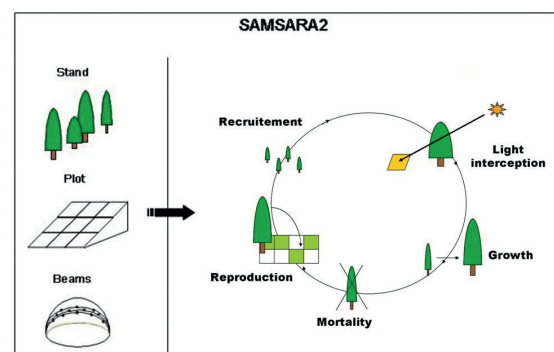 SAMSARA2
Stand
Plot
Beams
Recruitement
Light
interception
Growth
Mortality
Reproduction